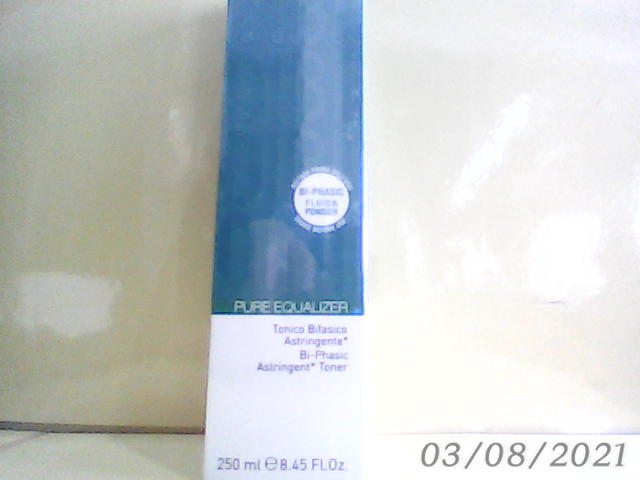 BI-PHASIC
FLUID &
POWDER
PURE EQUALIZER
Tonico Bifasico
Astringente*
Bi-Phasic
Astringent* Toner
250 ml ℮ 8.45 FL.Oz.
03/08/2021